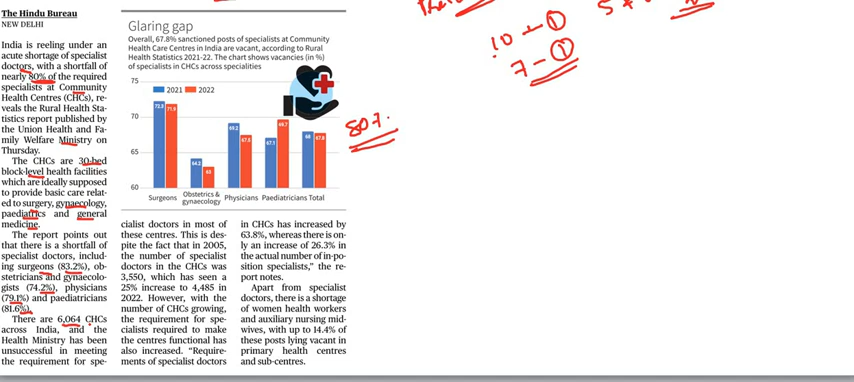 The Hindu Bureau
NEW DELHI
India is reeling under an
acute shortage of specialist
doctors, with a shortfall of
nearly 80% of the required
specialists at Community
Health Centres (CHCs), re-
veals the Rural Health Sta-
tistics report published by
the Union Health and Fa-
mily Welfare Ministry on
Thursday.
The CHCs are 30-bed
block-level health facilities
which are ideally supposed
to provide basic care relat-
ed to surgery, gynaecology,
paediatrics and general
medicine.
The report points out
that there is a shortfall of
specialist doctors, includ-
ing surgeons (83.2%), ob-
stetricians and gynaecolo-
gists (74.2%), physicians
(79.1%) and paediatricians
(81.6%).
There are 6,064 CHCs
across India, and the
Health Ministry has been
unsuccessful in meeting
the requirement for spe-
Glaring gap
Overall, 67.8% sanctioned posts of specialists at Community
Health Care Centres in India are vacant, according to Rural
Health Statistics 2021-22. The chart shows vacancies (in %)
of specialists in CHCs across specialities
75
2021 2022
70
65
60
72.3 71.9
64.2 63
69.2 67.5
67.1 69.7
68 67.8
Surgeons
Obstetrics &
gynaecology
Physicians
Paediatricians
Total
cialist doctors in most of
these centres. This is des-
pite the fact that in 2005,
the number of specialist
doctors in the CHCs was
3,550, which has seen a
25% increase to 4,485 in
2022. However, with the
number of CHCs growing,
the requirement for spe-
cialists required to make
the centres functional has
also increased. “Require-
ments of specialist doctors
in CHCs has increased by
63.8%, whereas there is on-
ly an increase of 26.3% in
the actual number of in-po-
sition specialists,” the re-
port notes.
Apart from specialist
doctors, there is a shortage
of women health workers
and auxiliary nursing mid-
wives, with up to 14.4% of
these posts lying vacant in
primary health centres
and sub-centres.
80%.
10 – 1
7 – 1
5